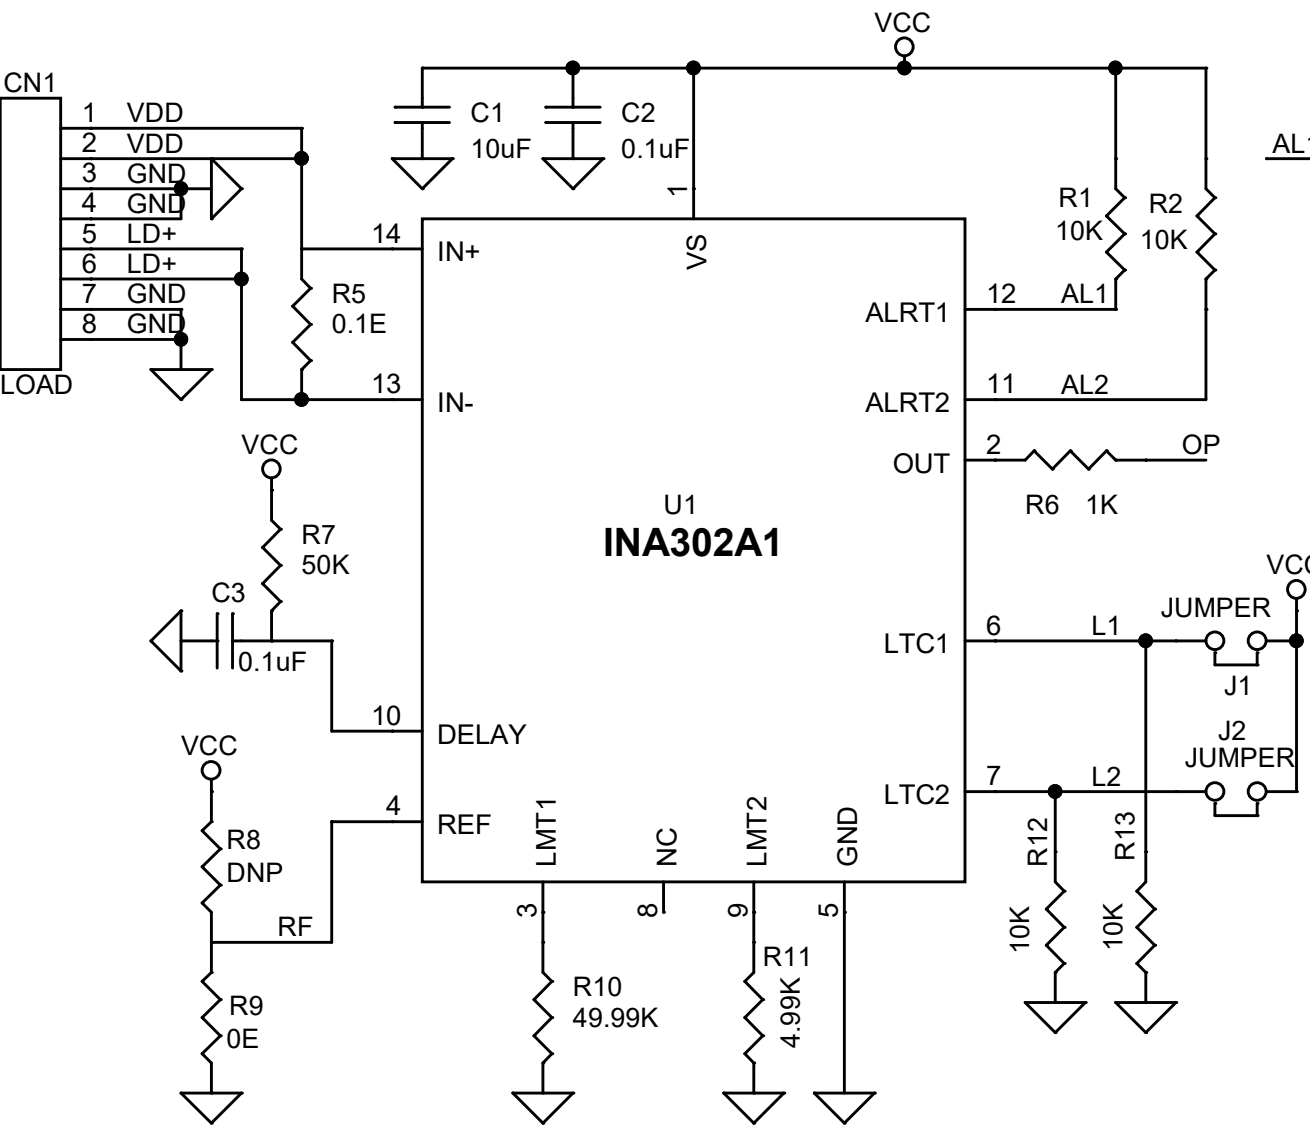 VCC
CN1
1 VDD
2 VDD
3 GND
4 GND
5 LD+
6 LD+
7 GND
8 GND
LOAD
C1
10uF
C2
0.1uF
1
VS
R1
10K
R2
10K
14
IN+
R5
0.1E
13
IN-
ALRT1
12
AL1
ALRT2
11
AL2
OUT
2
OP
R6 1K
VCC
R7
50K
C3
0.1uF
U1
INA302A1
10
DELAY
JUMPER
LTC1
6
L1
J1
J2
JUMPER
LTC2
7
L2
VCC
4
REF
R8
DNP
RF
R9
0E
LMT1
NC
LMT2
GND
3
8
9
5
R10
49.99K
R11
4.99K
R12
10K
R13
10K